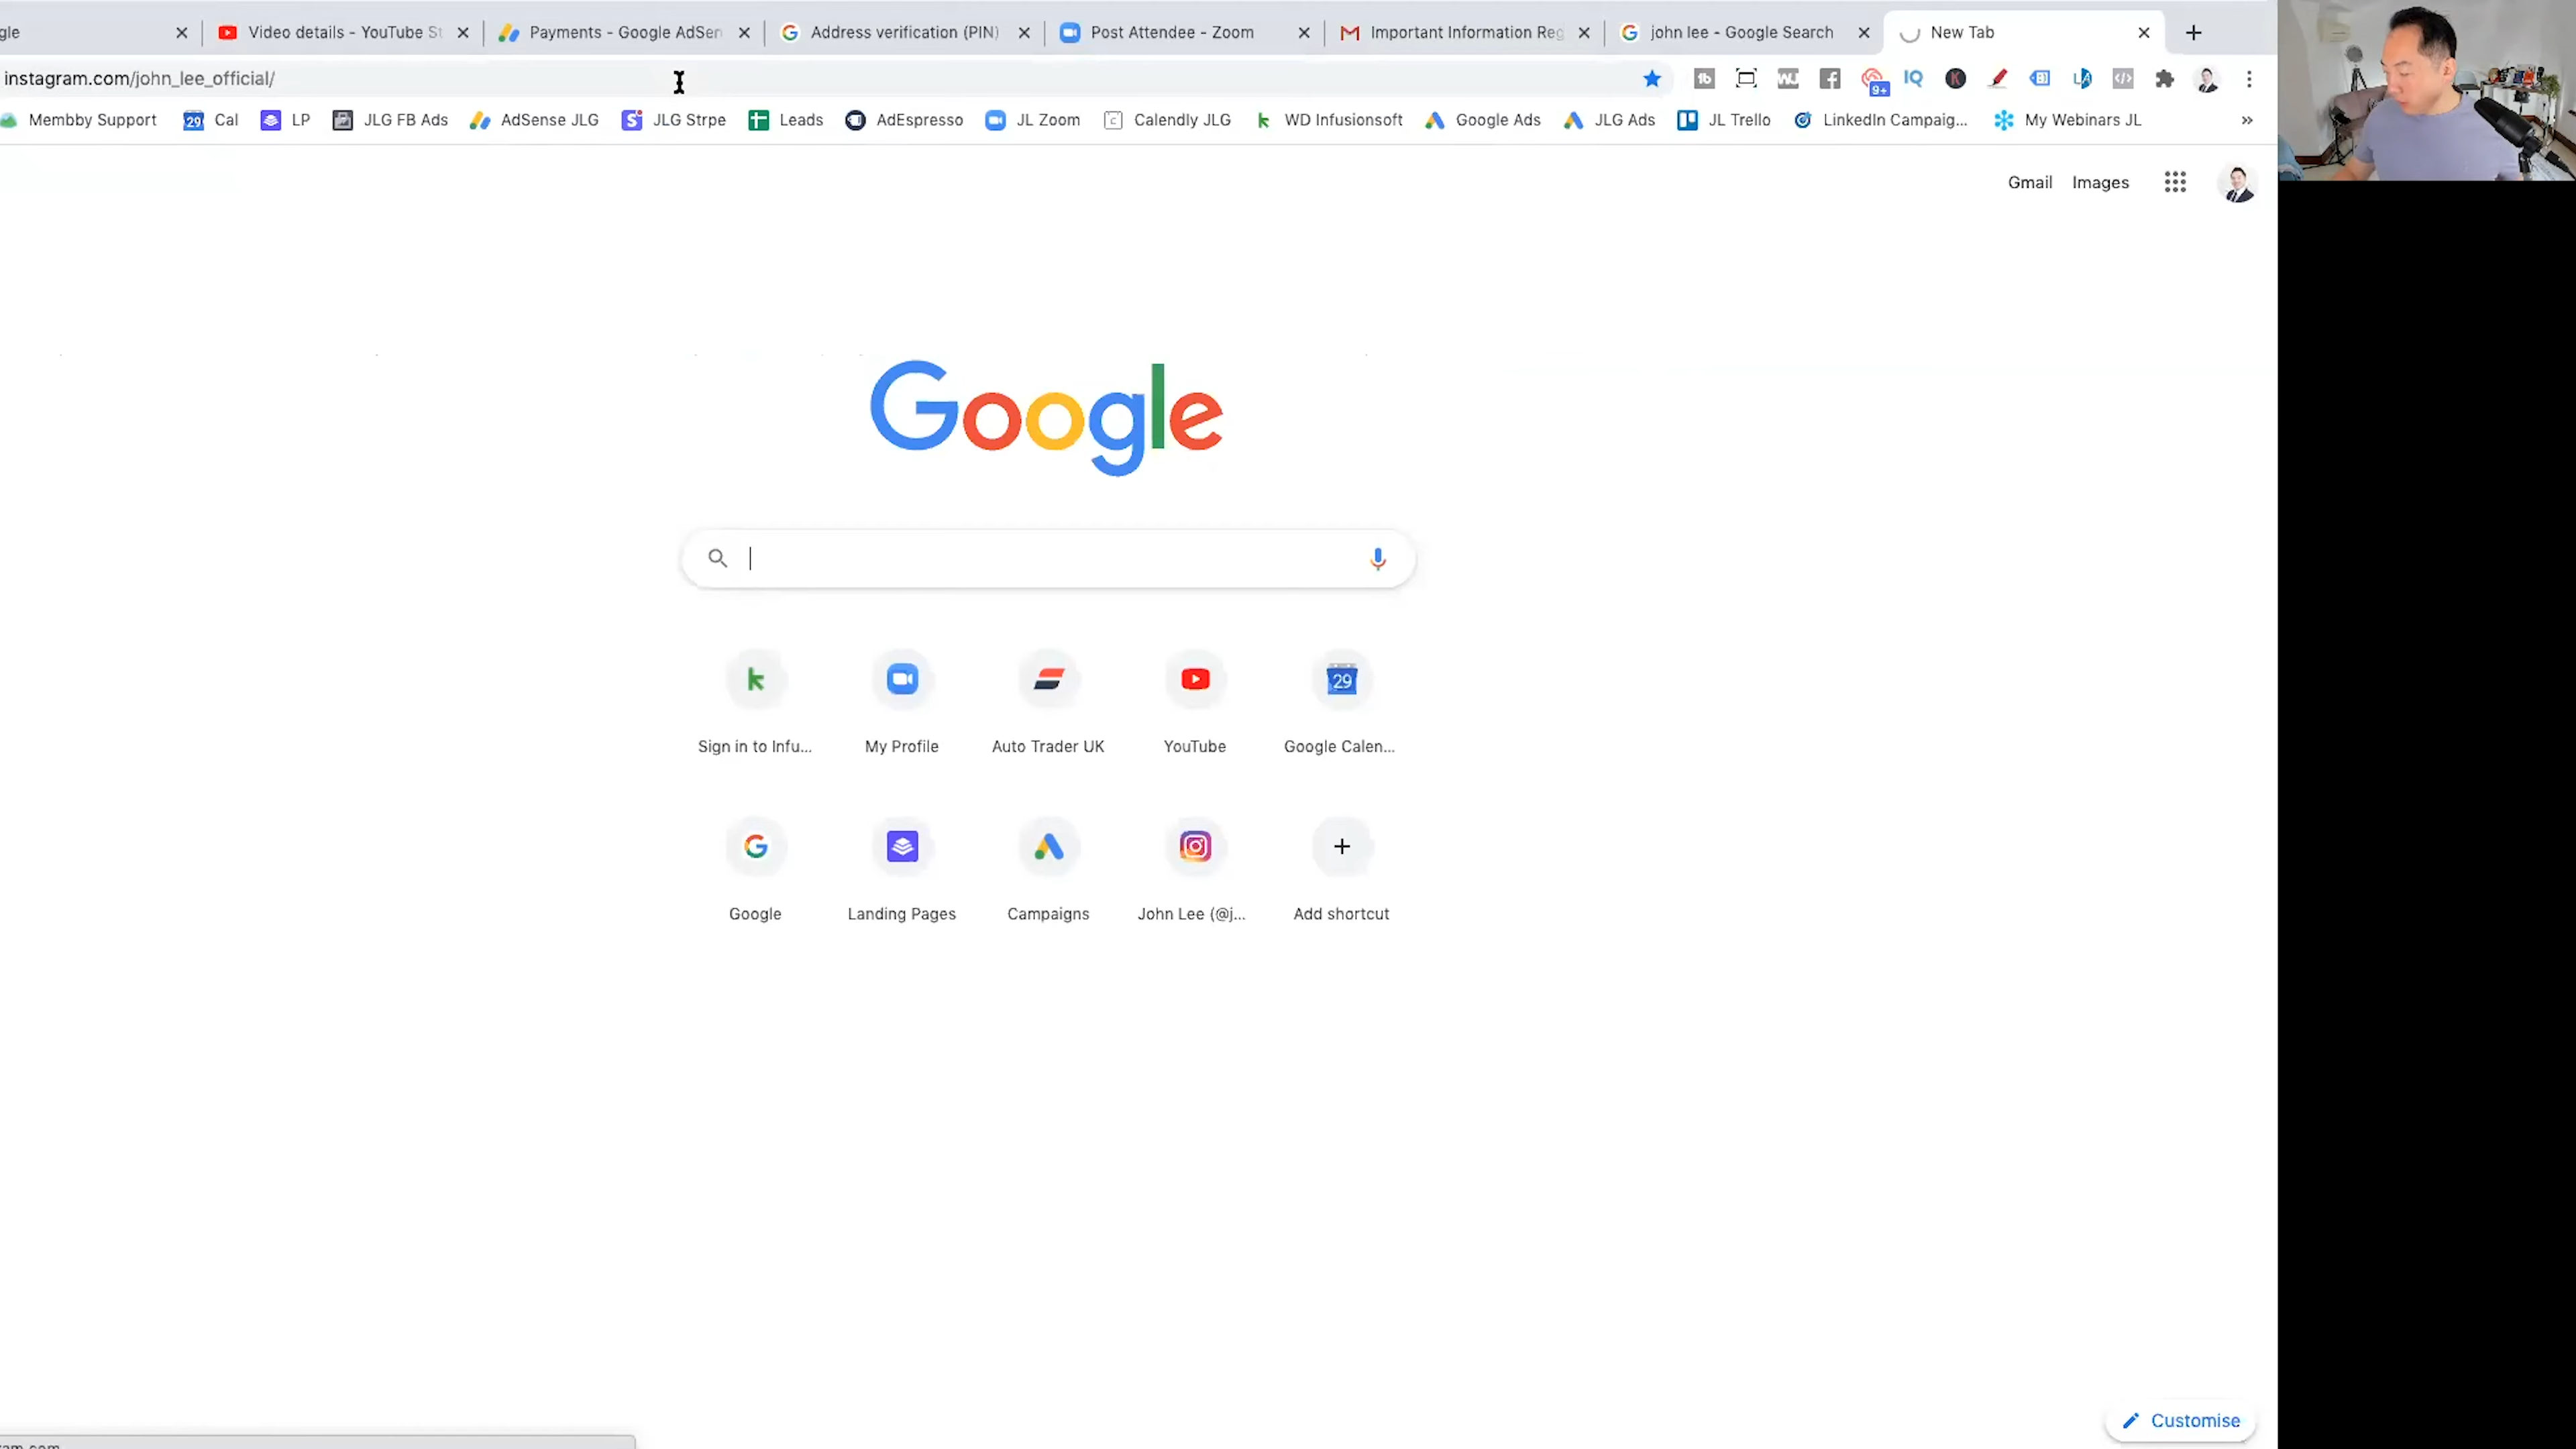 gle
Video details - YouTube St
Payments - Google AdSen
Address verification (PIN)
Post Attendee - Zoom
Important Information Reg
john lee - Google Search
New Tab
instagram.com/john_lee_official/
9+
Membby Support
29 Cal
LP
JLG FB Ads
AdSense JLG
JLG Strpe
Leads
AdEspresso
JL Zoom
Calendly JLG
WD Infusionsoft
Google Ads
JLG Ads
JL Trello
LinkedIn Campaig...
My Webinars JL
Gmail Images
Google
29
Sign in to Infu...
My Profile
Auto Trader UK
YouTube
Google Calen...
Google
Landing Pages
Campaigns
John Lee (@j...
Add shortcut
Customise